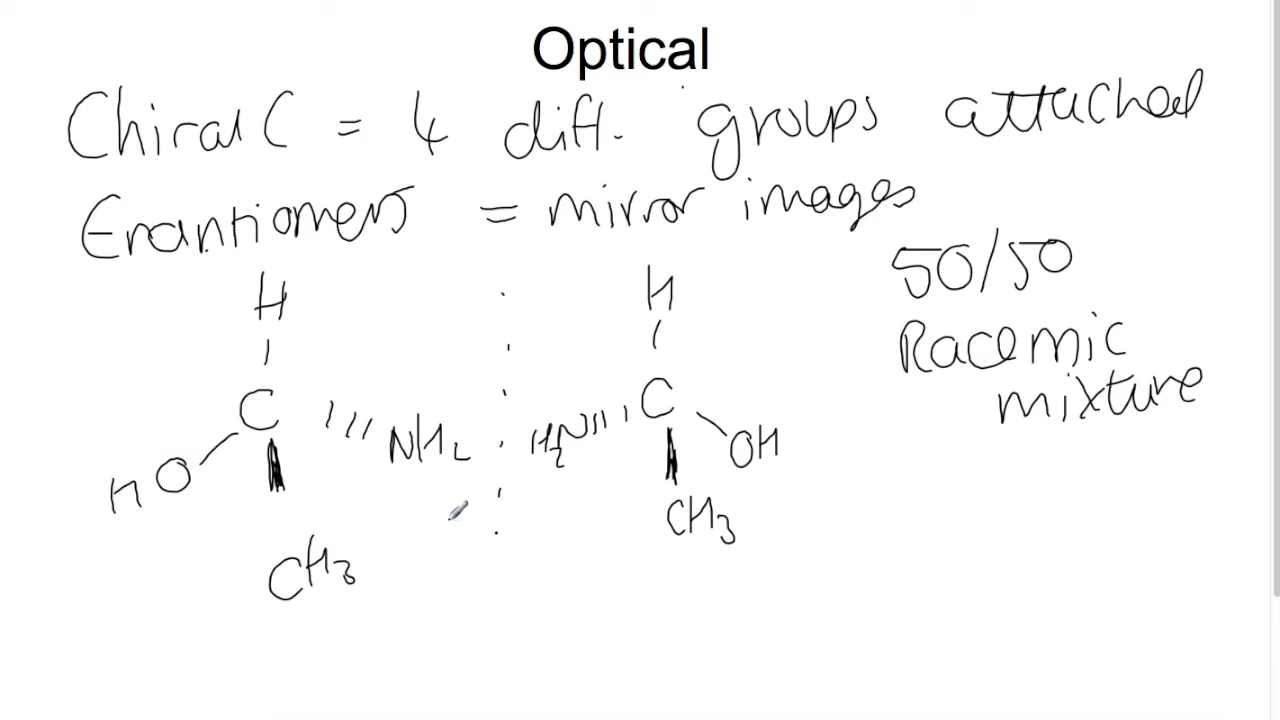 Optical
Chiral C = 4 diff. groups attached
Enantiomers = mirror images
50/50
Racemic
mixture
H
H
C
C
HO
NH2
H2N
OH
CH3
CH3